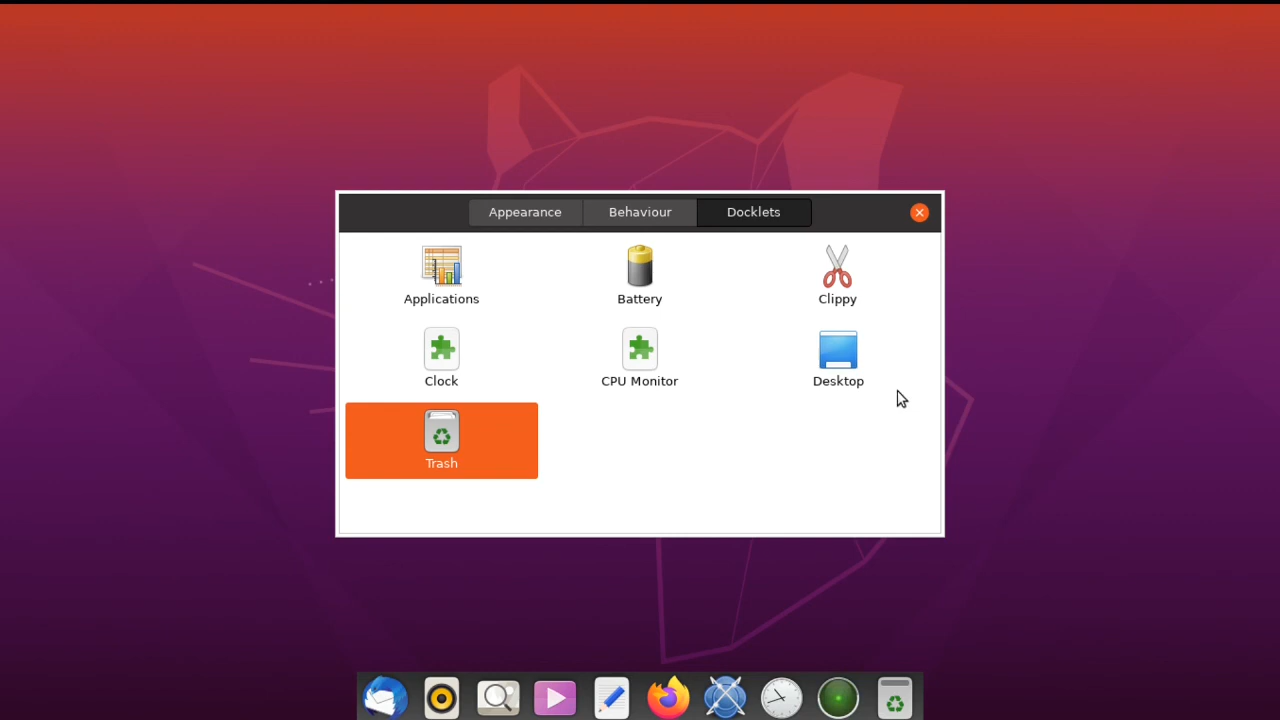 Appearance
Behaviour
Docklets
Applications
Battery
Clippy
Clock
CPU Monitor
Desktop
Trash